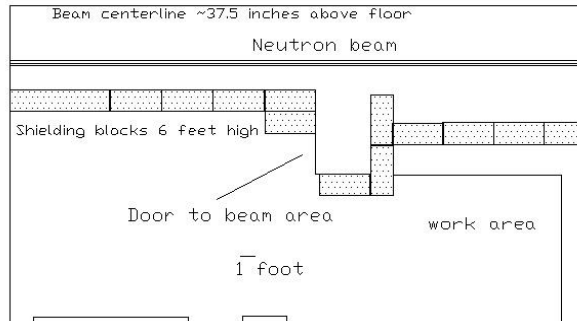 Beam centerline ~37.5 inches above floor
Neutron beam
Shielding blocks 6 feet high
Door to beam area
work area
1 foot